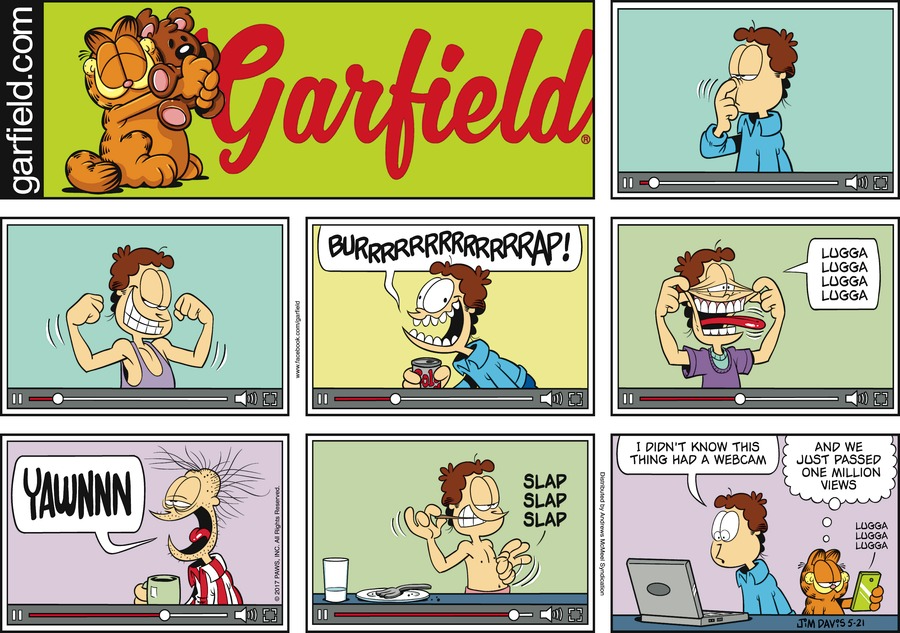 garfield.com
Garfield®
BURRRRRRRRRRRRRAP!
www.facebook.com/garfield
LUGGA
LUGGA
LUGGA
LUGGA
YAWNNN
© 2017 PAWS, INC. All Rights Reserved.
SLAP
SLAP
SLAP
Distributed by Andrews McMeel Syndication
I DIDN'T KNOW THIS
THING HAD A WEBCAM
AND WE
JUST PASSED
ONE MILLION
VIEWS
LUGGA
LUGGA
LUGGA
JIM DAVIS 5-21